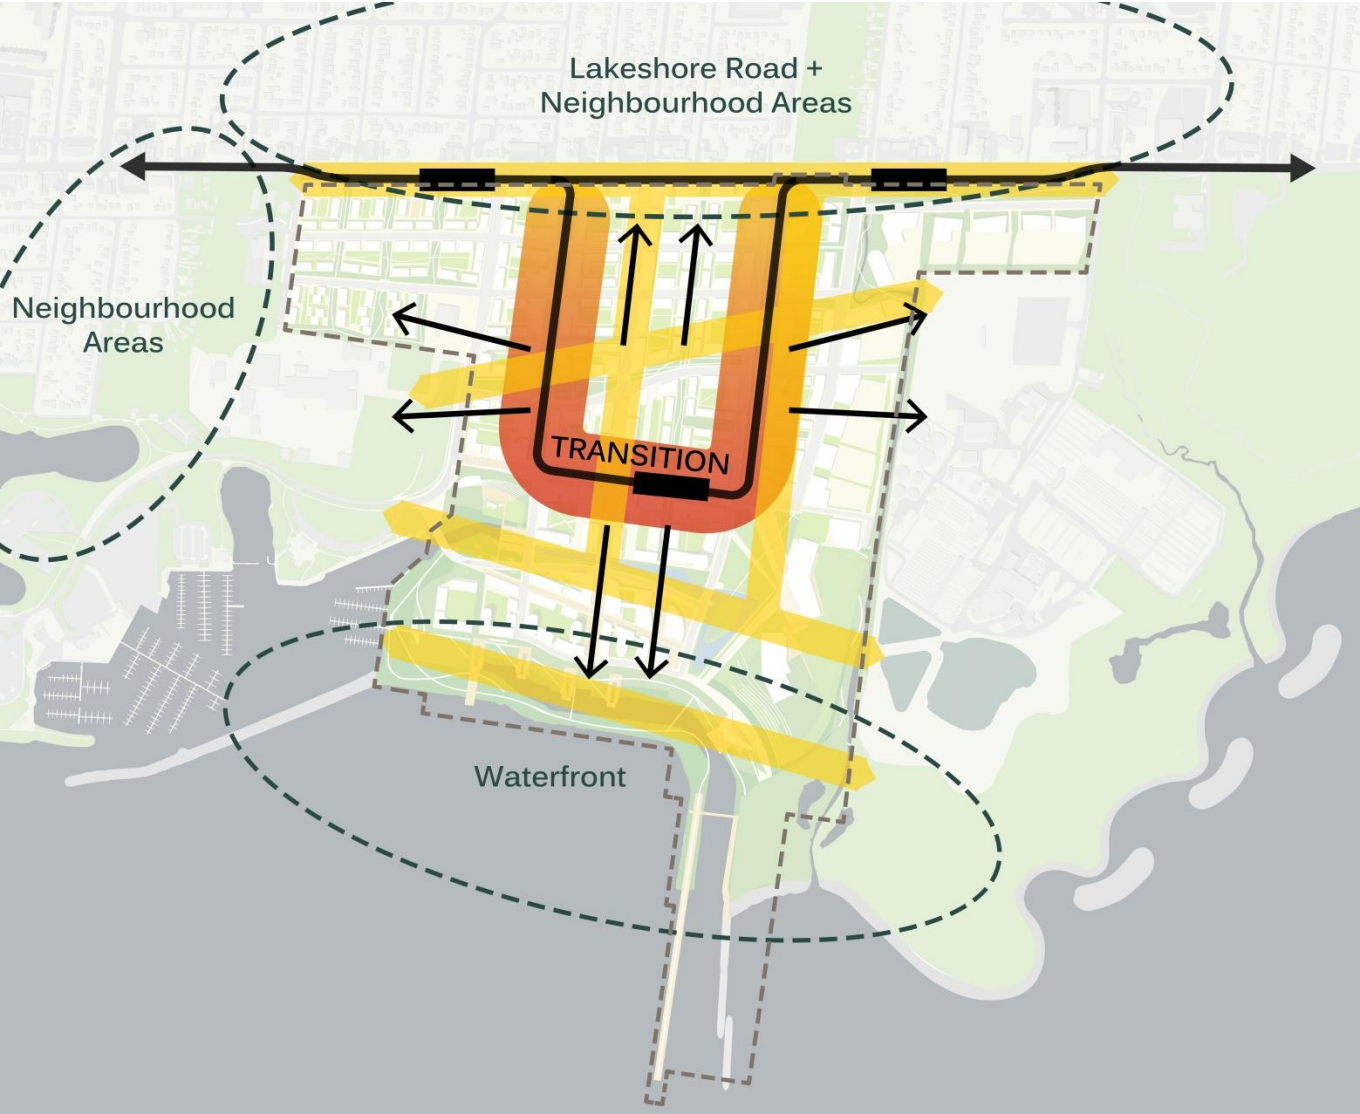 Lakeshore Road +
Neighbourhood Areas
Neighbourhood
Areas
TRANSITION
Waterfront